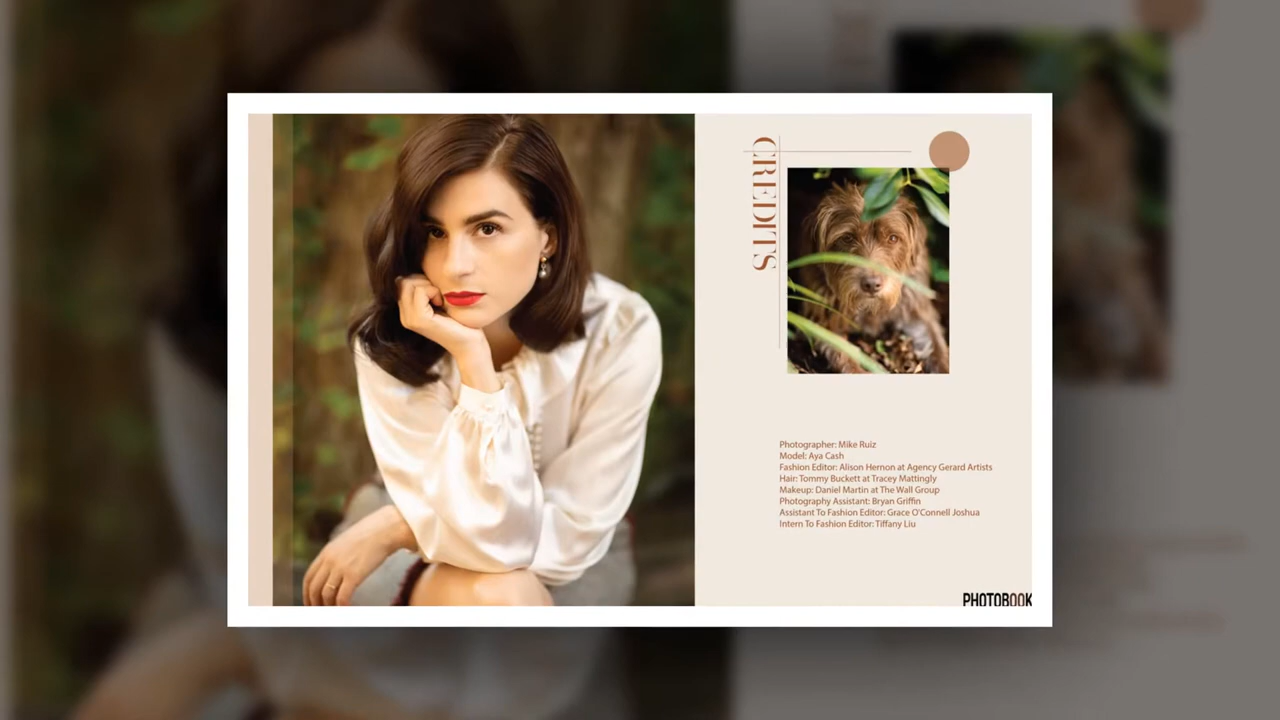 CREDITS
Photographer: Mike Ruiz
Model: Aya Cash
Fashion Editor: Alison Hernon at Agency Gerard Artists
Hair: Tommy Buckett at Tracey Mattingly
Makeup: Daniel Martin at The Wall Group
Photography Assistant: Bryan Griffin
Assistant To Fashion Editor: Grace O'Connell Joshua
Intern To Fashion Editor: Tiffany Liu
PHOTOBOOK